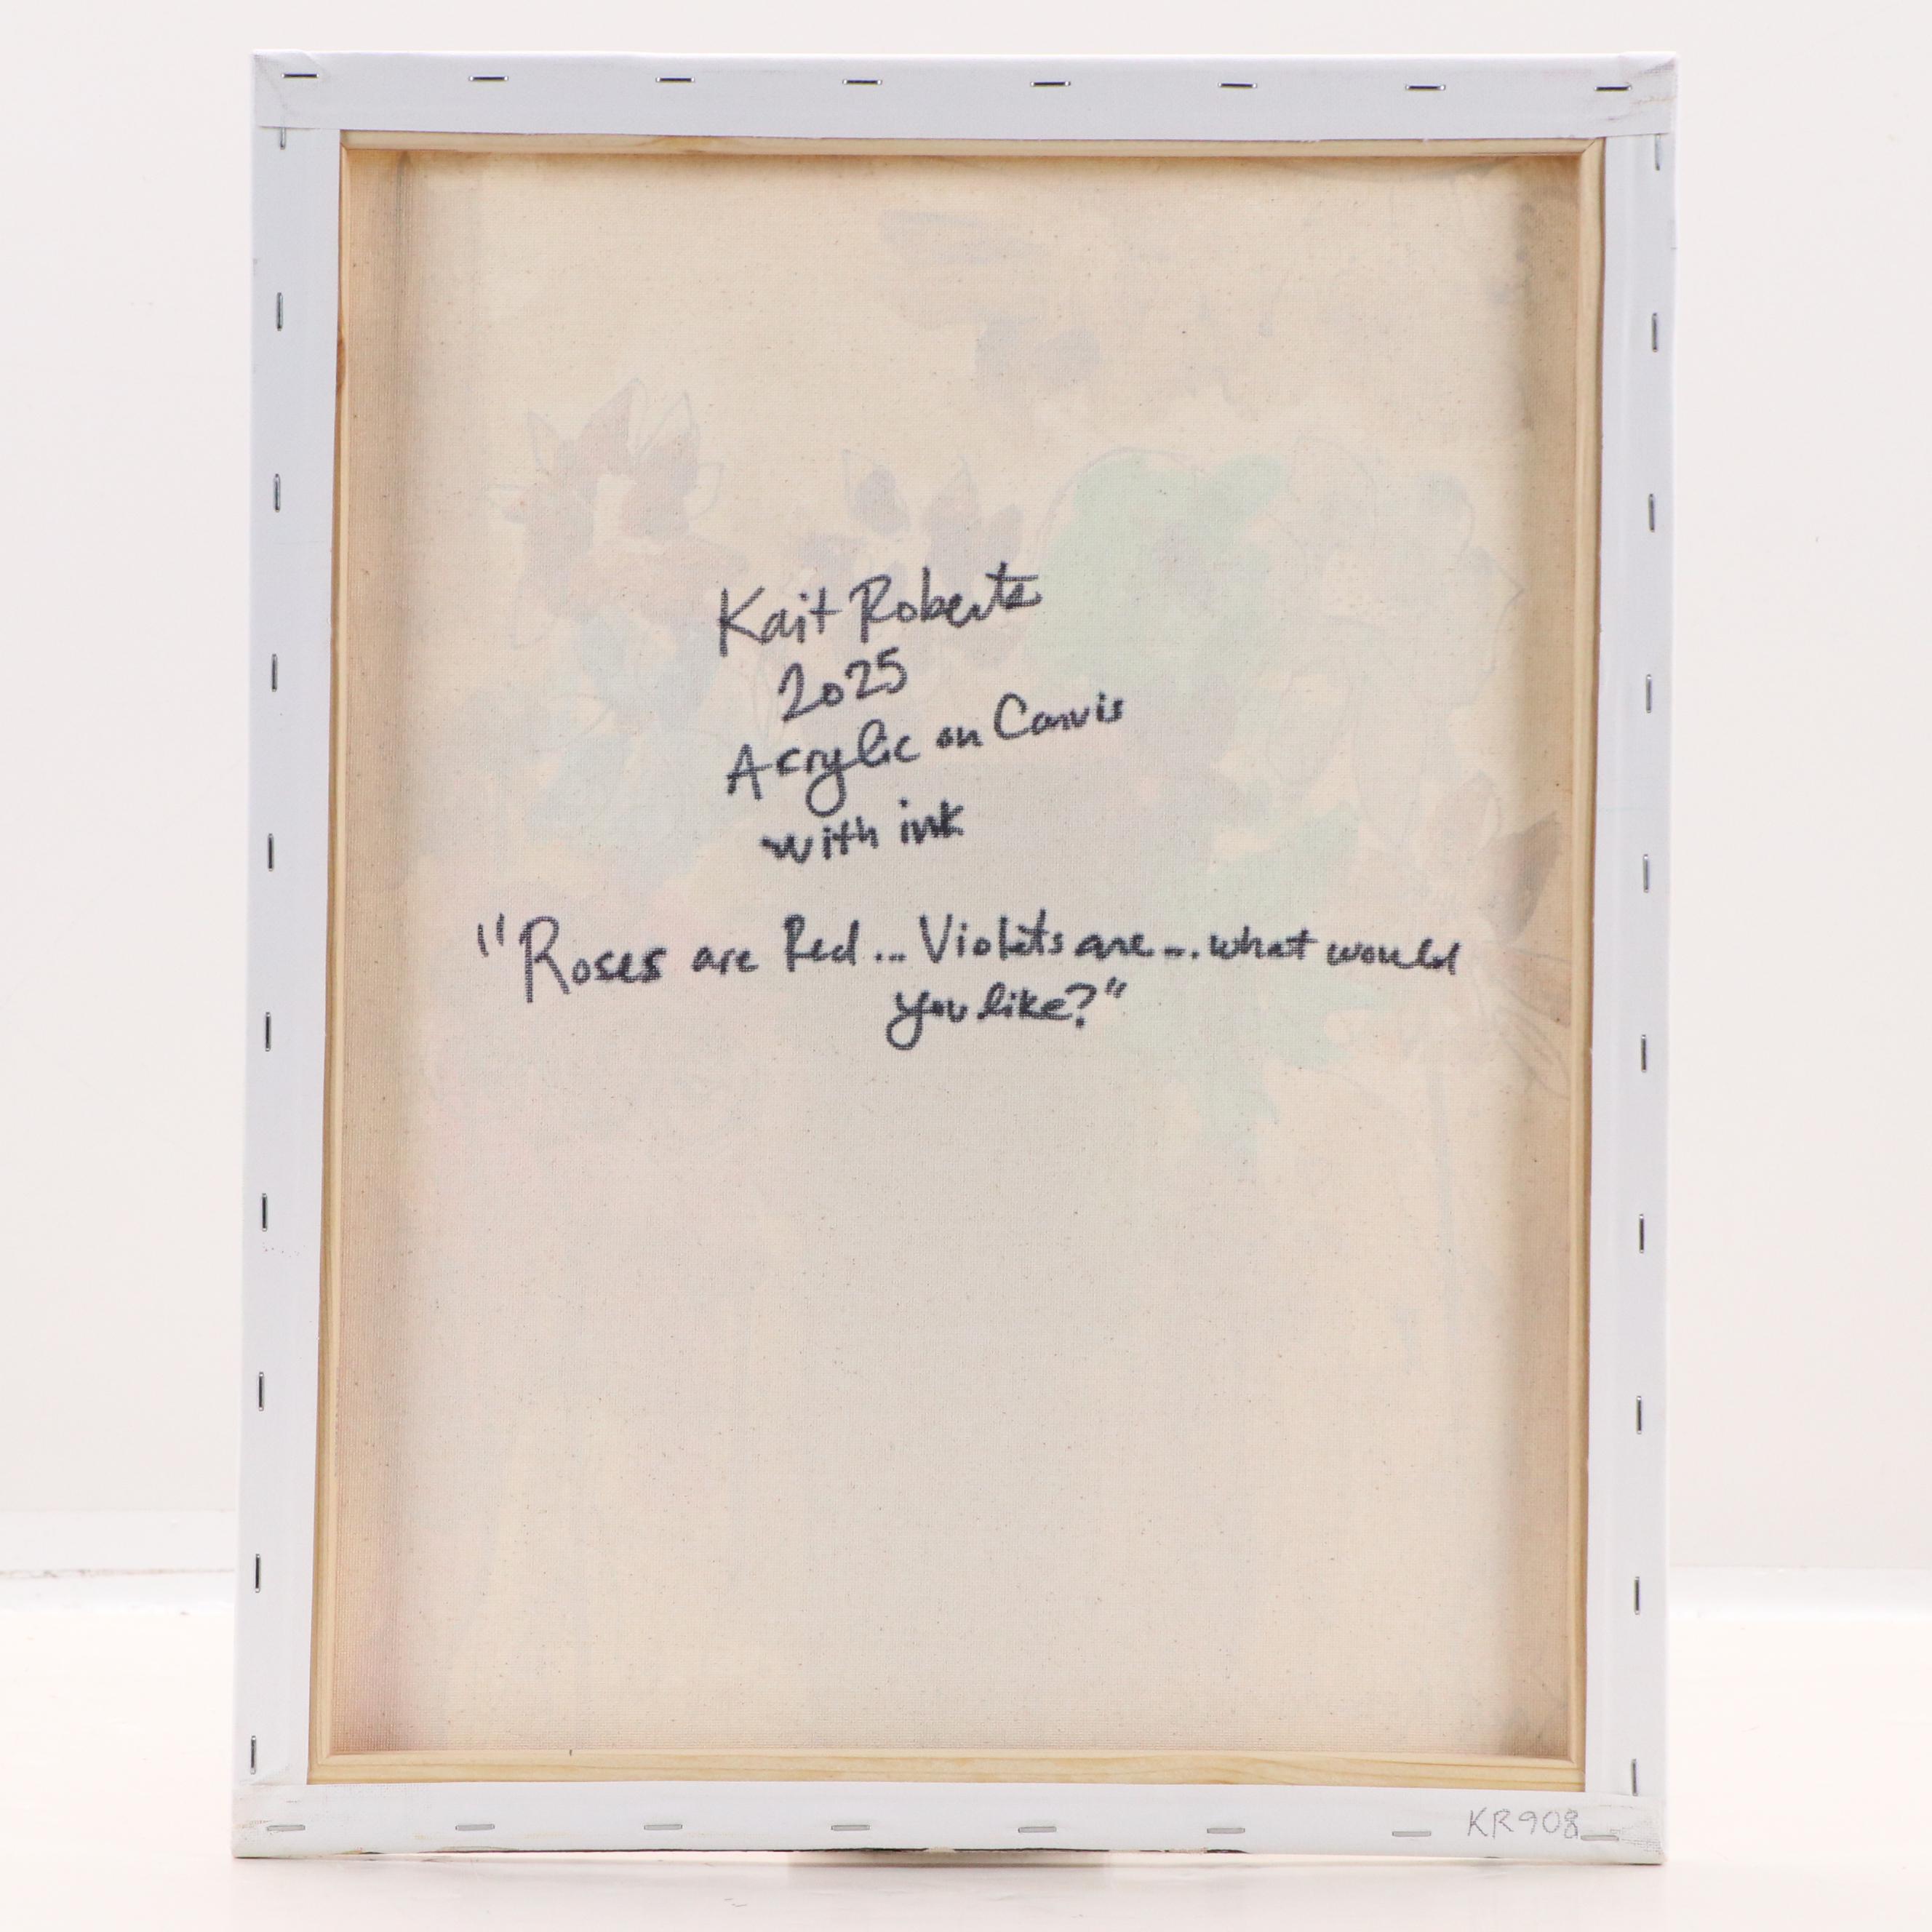 Kait Roberts
2025
Acrylic on Canvis
with ink
"Roses are Red... Violets are... what would
you like?"
KR908